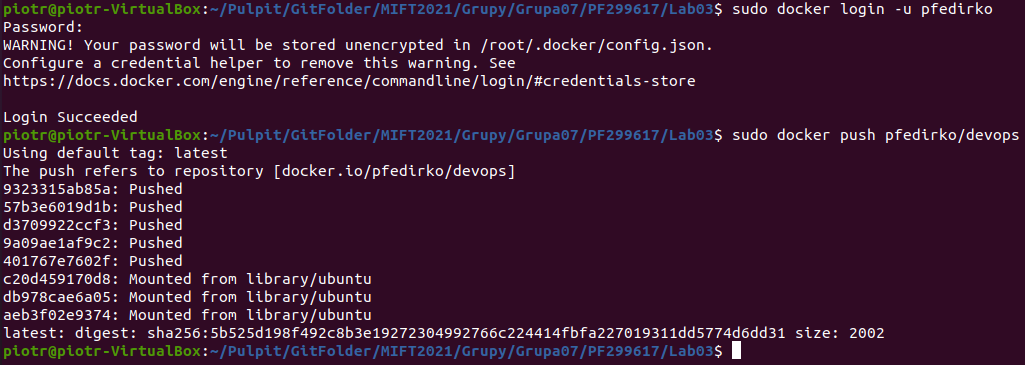 piotr@piotr-VirtualBox:~/Pulpit/GitFolder/MIFT2021/Grupy/Grupa07/PF299617/Lab03$ sudo docker login -u pfedirko
Password:
WARNING! Your password will be stored unencrypted in /root/.docker/config.json.
Configure a credential helper to remove this warning. See
https://docs.docker.com/engine/reference/commandline/login/#credentials-store

Login Succeeded
piotr@piotr-VirtualBox:~/Pulpit/GitFolder/MIFT2021/Grupy/Grupa07/PF299617/Lab03$ sudo docker push pfedirko/devops
Using default tag: latest
The push refers to repository [docker.io/pfedirko/devops]
9323315ab85a: Pushed
57b3e6019d1b: Pushed
d3709922ccf3: Pushed
9a09ae1af9c2: Pushed
401767e7602f: Pushed
c20d459170d8: Mounted from library/ubuntu
db978cae6a05: Mounted from library/ubuntu
aeb3f02e9374: Mounted from library/ubuntu
latest: digest: sha256:5b525d198f492c8b3e19272304992766c224414fbfa227019311dd5774d6dd31 size: 2002
piotr@piotr-VirtualBox:~/Pulpit/GitFolder/MIFT2021/Grupy/Grupa07/PF299617/Lab03$